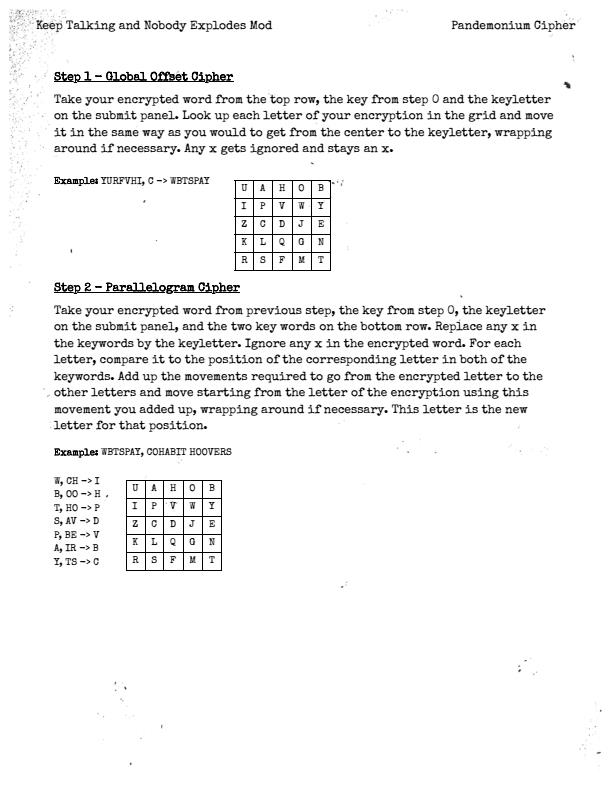 Keep Talking and Nobody Explodes Mod
Pandemonium Cipher
Step 1 – Global Offset Cipher
Take your encrypted word from the top row, the key from step 0 and the keyletter
on the submit panel. Look up each letter of your encryption in the grid and move
it in the same way as you would to get from the center to the keyletter, wrapping
around if necessary. Any x gets ignored and stays an x.
Example: YURFVHI, C -> WBTSPAY
U A H O B
I P V W Y
Z C D J E
K L Q G N
R S F M T
Step 2 – Parallelogram Cipher
Take your encrypted word from previous step, the key from step 0, the keyletter
on the submit panel, and the two key words on the bottom row. Replace any x in
the keywords by the keyletter. Ignore any x in the encrypted word. For each
letter, compare it to the position of the corresponding letter in both of the
keywords. Add up the movements required to go from the encrypted letter to the
other letters and move starting from the letter of the encryption using this
movement you added up, wrapping around if necessary. This letter is the new
letter for that position.
Example: WBTSPAY, COHABIT HOOVERS
W, CH -> I
B, OO -> H
T, HO -> P
S, AV -> D
P, BE -> V
A, IR -> B
Y, TS -> C
U A H O B
I P V W Y
Z C D J E
K L Q G N
R S F M T